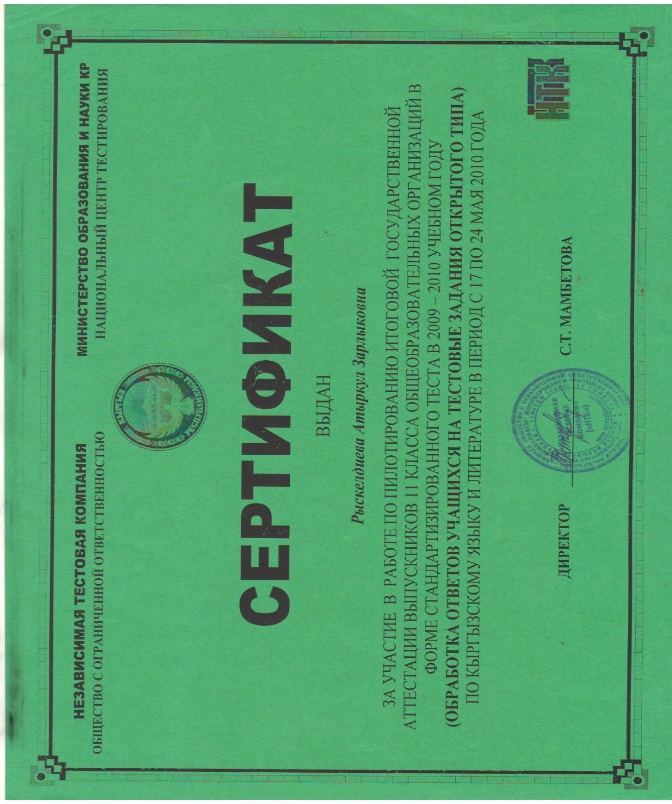 НЕЗАВИСИМАЯ ТЕСТОВАЯ КОМПАНИЯ
ОБЩЕСТВО С ОГРАНИЧЕННОЙ ОТВЕТСТВЕННОСТЬЮ
МИНИСТЕРСТВО ОБРАЗОВАНИЯ И НАУКИ КР
НАЦИОНАЛЬНЫЙ ЦЕНТР ТЕСТИРОВАНИЯ
СЕРТИФИКАТ
ВЫДАН
Рыскелдиева Атыркул Зарлыковна
ЗА УЧАСТИЕ В РАБОТЕ ПО ПИЛОТИРОВАНИЮ ИТОГОВОЙ ГОСУДАРСТВЕННОЙ
АТТЕСТАЦИИ ВЫПУСКНИКОВ 11 КЛАССА ОБЩЕОБРАЗОВАТЕЛЬНЫХ ОРГАНИЗАЦИЙ В
ФОРМЕ СТАНДАРТИЗИРОВАННОГО ТЕСТА В 2009 – 2010 УЧЕБНОМ ГОДУ
(ОБРАБОТКА ОТВЕТОВ УЧАЩИХСЯ НА ТЕСТОВЫЕ ЗАДАНИЯ ОТКРЫТОГО ТИПА)
ПО КЫРГЫЗСКОМУ ЯЗЫКУ И ЛИТЕРАТУРЕ В ПЕРИОД С 17 ПО 24 МАЯ 2010 ГОДА
ДИРЕКТОР С.Т. МАМБЕТОВА
НТК